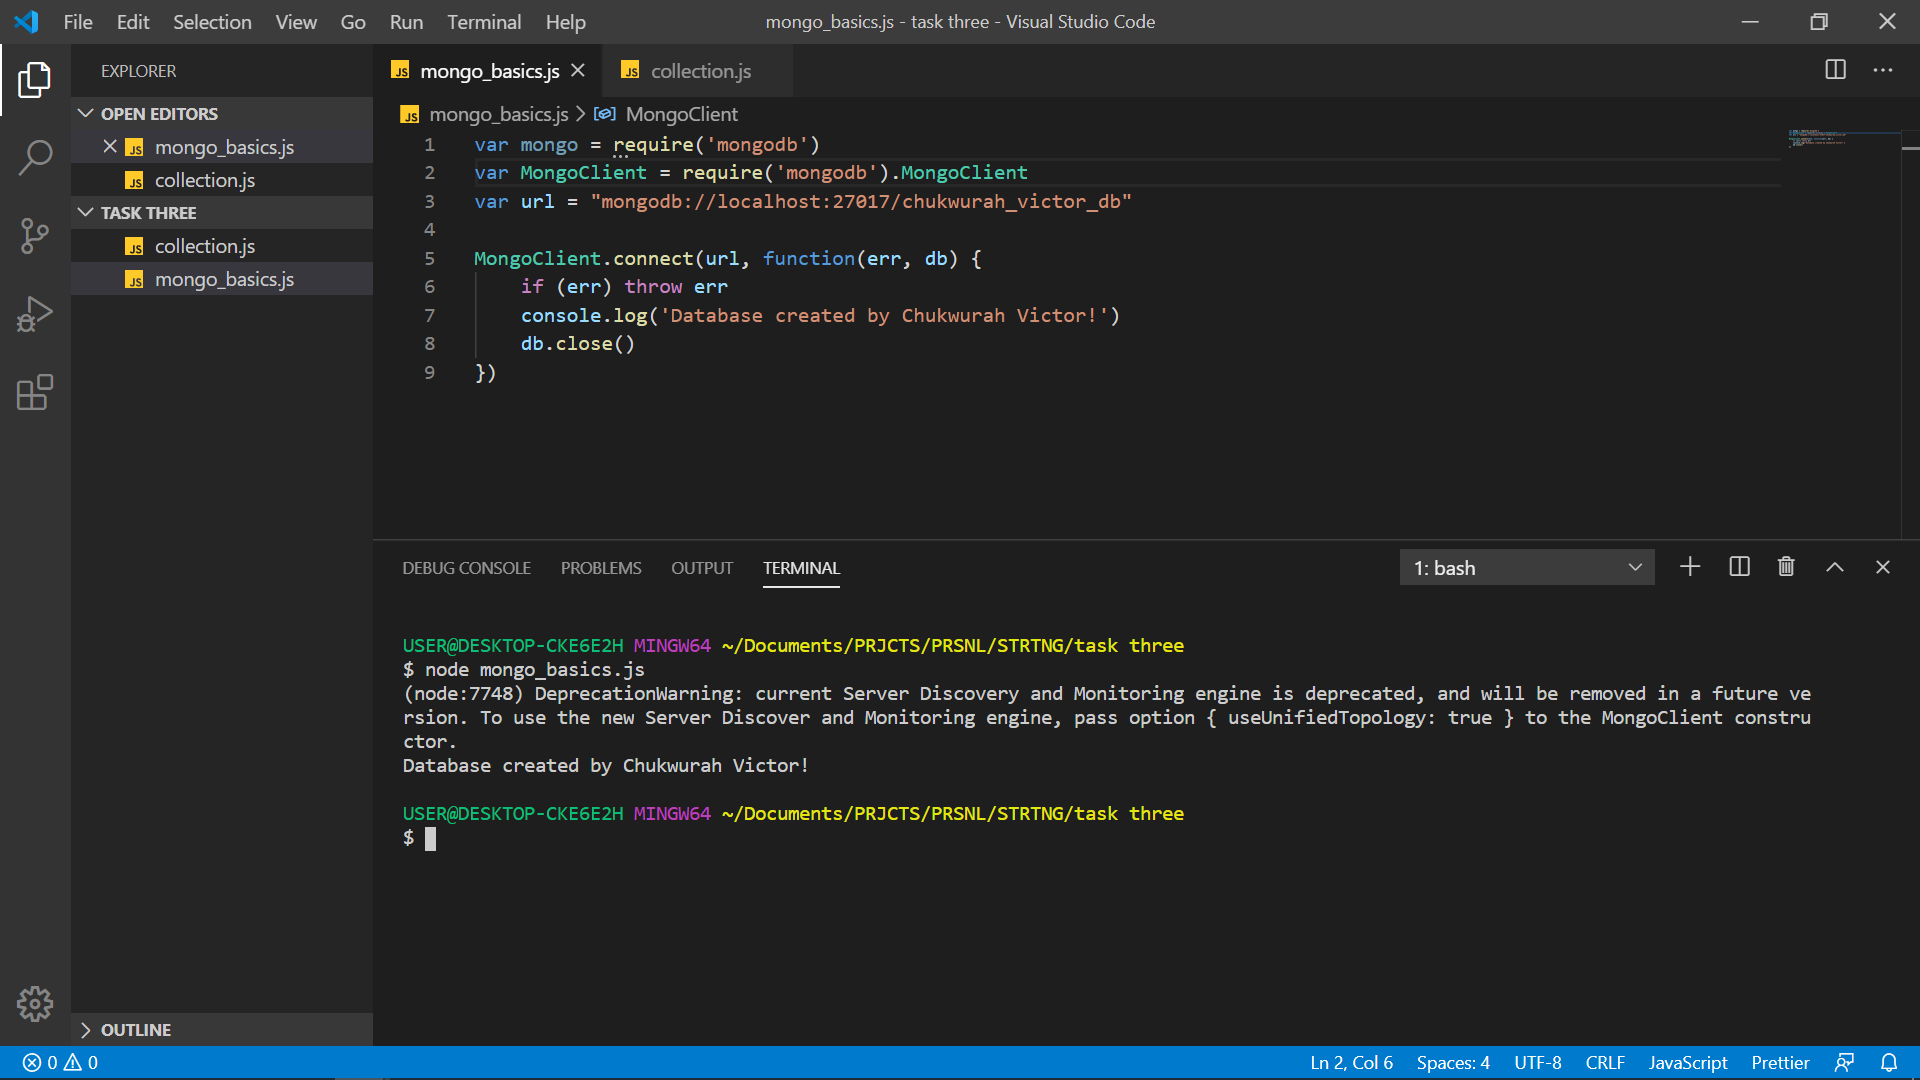 File Edit Selection View Go Run Terminal Help mongo_basics.js - task three - Visual Studio Code
EXPLORER
OPEN EDITORS
JS mongo_basics.js
JS collection.js
TASK THREE
JS collection.js
JS mongo_basics.js
OUTLINE
JS mongo_basics.js JS collection.js
JS mongo_basics.js > MongoClient
1 var mongo = require('mongodb')
2 var MongoClient = require('mongodb').MongoClient
3 var url = "mongodb://localhost:27017/chukwurah_victor_db"
4
5 MongoClient.connect(url, function(err, db) {
6 if (err) throw err
7 console.log('Database created by Chukwurah Victor!')
8 db.close()
9 })
DEBUG CONSOLE PROBLEMS OUTPUT TERMINAL 1: bash
USER@DESKTOP-CKE6E2H MINGW64 ~/Documents/PRJCTS/PRSNL/STRTNG/task three
$ node mongo_basics.js
(node:7748) DeprecationWarning: current Server Discovery and Monitoring engine is deprecated, and will be removed in a future ve
rsion. To use the new Server Discover and Monitoring engine, pass option { useUnifiedTopology: true } to the MongoClient constru
ctor.
Database created by Chukwurah Victor!
USER@DESKTOP-CKE6E2H MINGW64 ~/Documents/PRJCTS/PRSNL/STRTNG/task three
$
0 0 Ln 2, Col 6 Spaces: 4 UTF-8 CRLF JavaScript Prettier